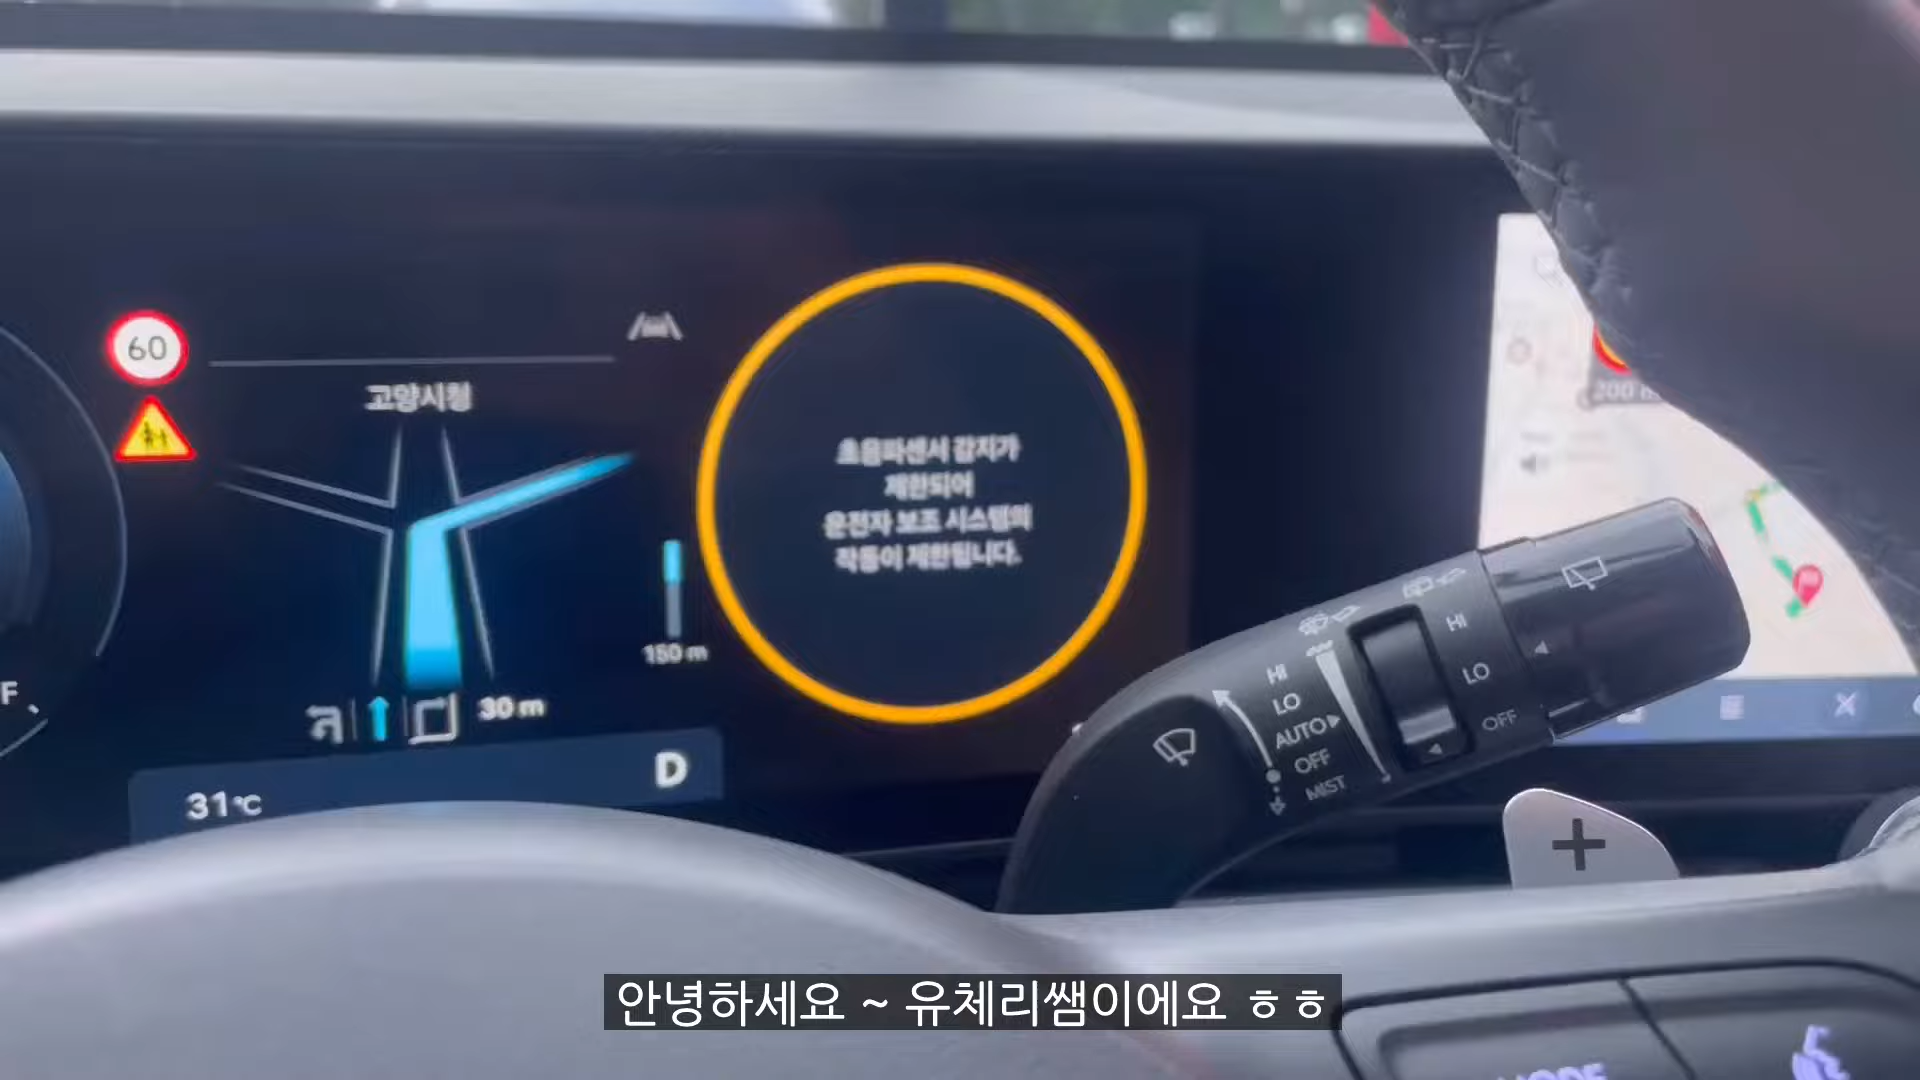 60
고양시청
초음파센서 감지가
제한되어
운전자 보조 시스템의
작동이 제한됩니다.
150 m
30 m
F
D
31°C
200
HI
LO
AUTO
OFF
MIST
HI
LO
OFF
+
안녕하세요 ~ 유체리쌤이에요 ㅎㅎ
MODE